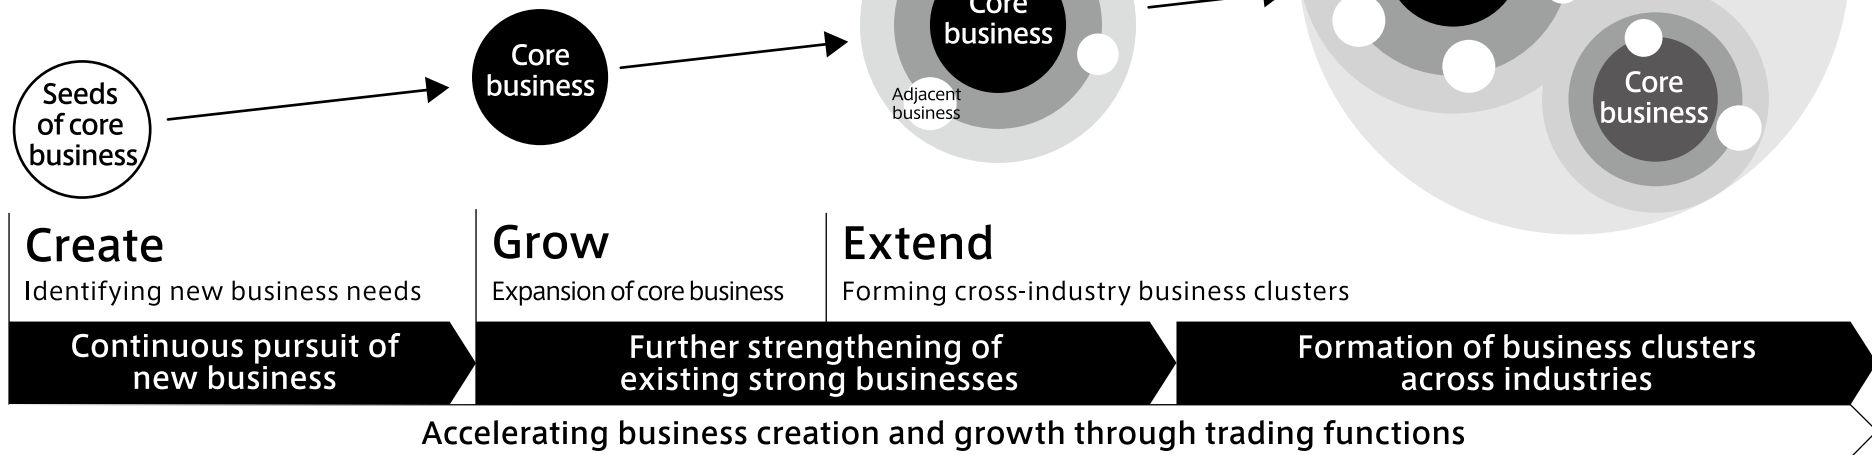 Seeds
of core
business
Core
business
Core
business
Adjacent
business
Core
business
Create
Identifying new business needs
Grow
Expansion of core business
Extend
Forming cross-industry business clusters
Continuous pursuit of
new business
Further strengthening of
existing strong businesses
Formation of business clusters
across industries
Accelerating business creation and growth through trading functions